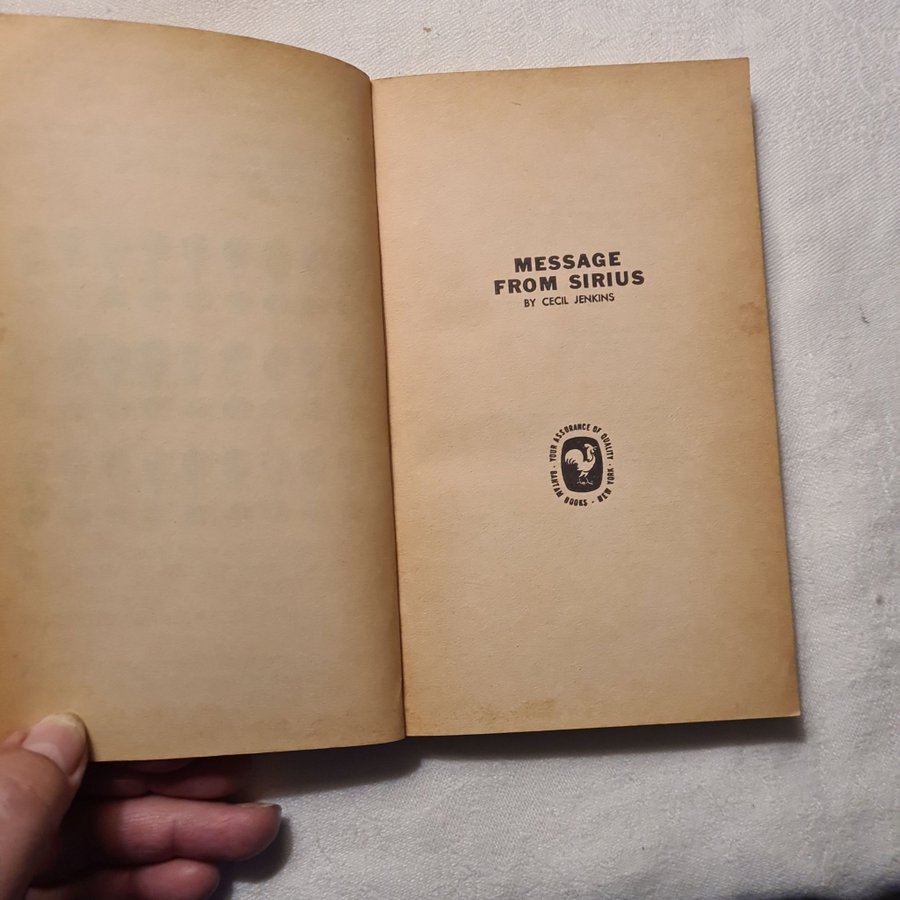 MESSAGE
FROM SIRIUS
BY CECIL JENKINS
YOUR ASSURANCE OF QUALITY
BANTAM BOOKS · NEW YORK ·